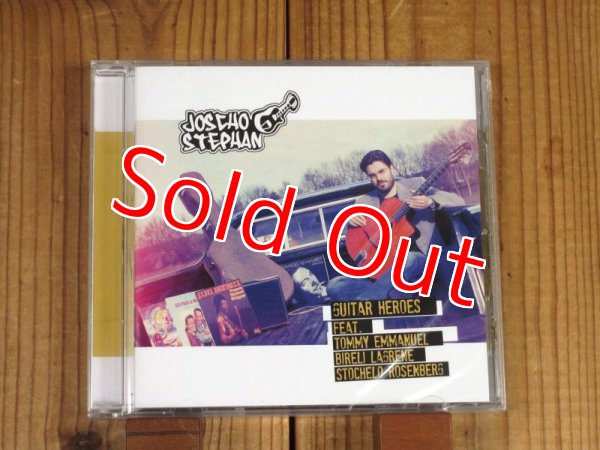 JOSCHO
STEPHAN
Sold Out
GUITAR HEROES
FEAT.
TOMMY EMMANUEL
BIRELI LAGRENE
STOCHELO ROSENBERG